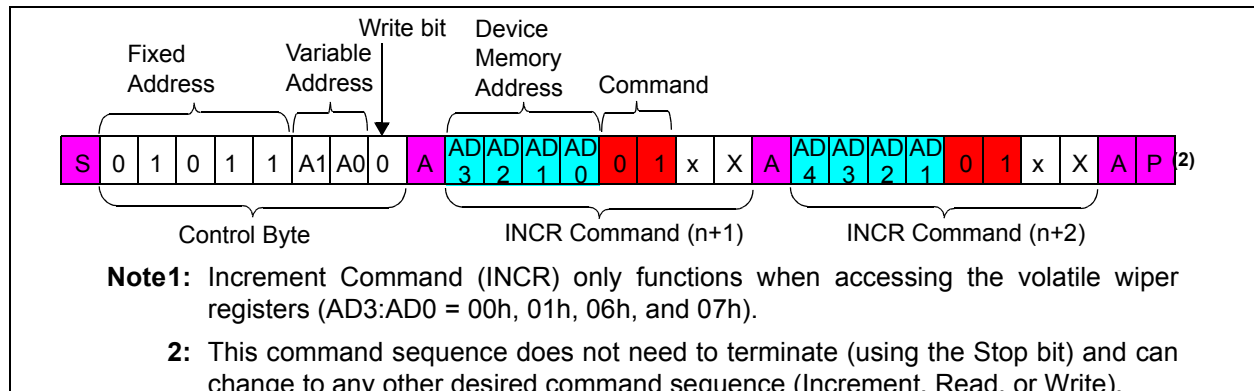 Write bit
Fixed Address
Variable Address
Device Memory Address
Command
S 0 1 0 1 1 A1 A0 0 A AD3 AD2 AD1 AD0 0 1 x X A AD4 AD3 AD2 AD1 0 1 x X A P (2)
Control Byte
INCR Command (n+1)
INCR Command (n+2)
Note1: Increment Command (INCR) only functions when accessing the volatile wiper
registers (AD3:AD0 = 00h, 01h, 06h, and 07h).
2: This command sequence does not need to terminate (using the Stop bit) and can
change to any other desired command sequence (Increment, Read, or Write).